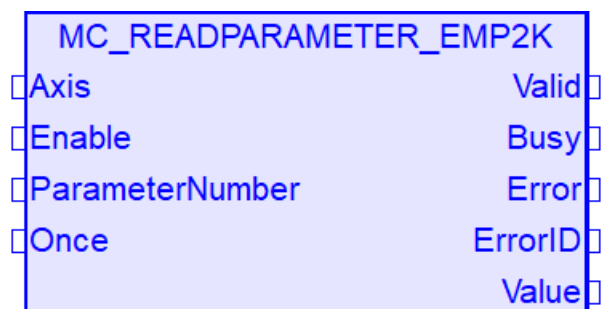 MC_READPARAMETER_EMP2K
Axis Valid
Enable Busy
ParameterNumber Error
Once ErrorID
Value